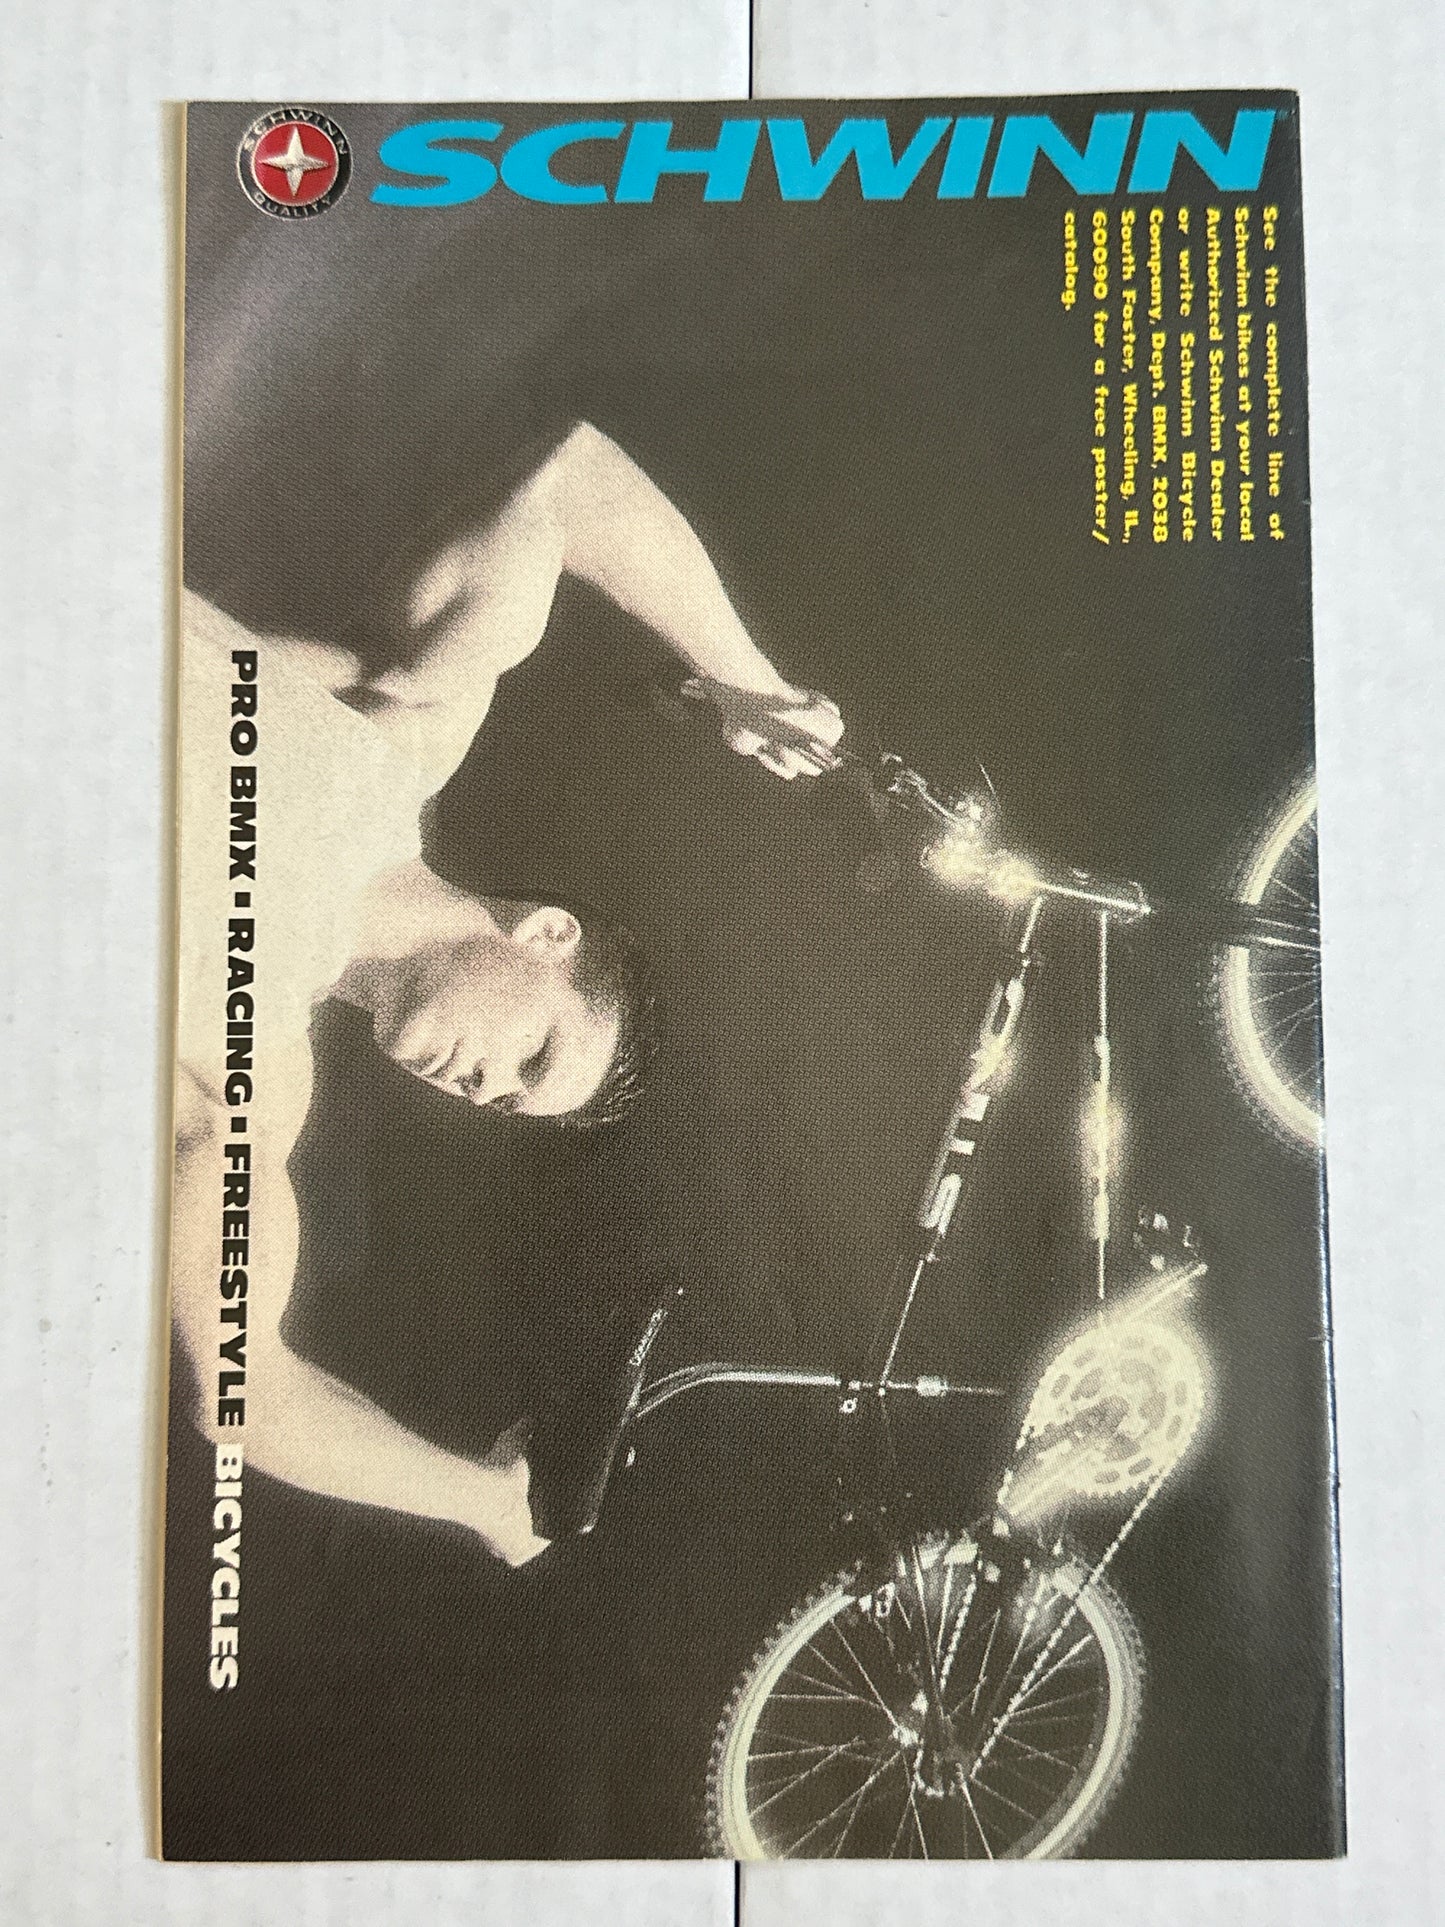 SCHWINN
QUALITY
SCHWINN
See the complete line of
Schwinn bikes at your local
Authorized Schwinn Dealer
or write Schwinn Bicycle
Company, Dept. BMX, 2038
South Foster, Wheeling, IL,
60090 for a free poster/
catalog.
PRO BMX ▪ RACING ▪ FREESTYLE BICYCLES